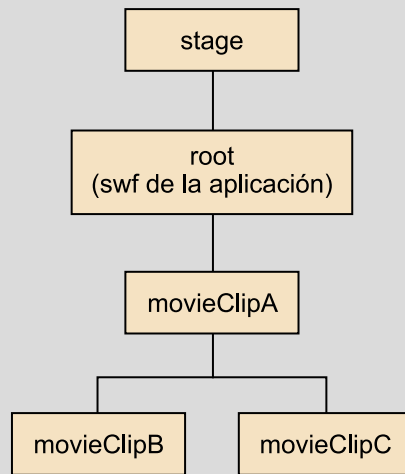 stage
root
(swf de la aplicación)
movieClipA
movieClipB
movieClipC